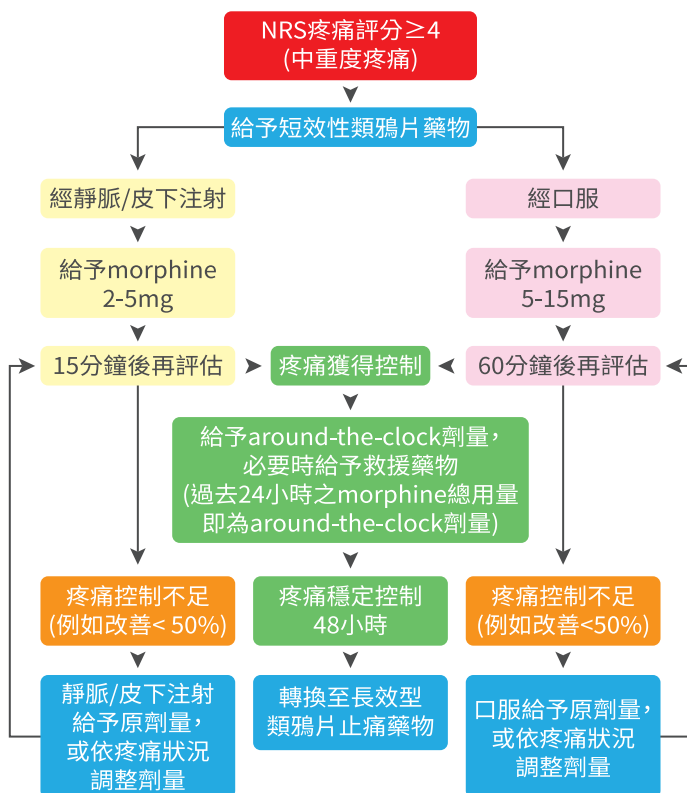 NRS疼痛評分≥4
(中重度疼痛)
給予短效性類鴉片藥物
經靜脈/皮下注射
經口服
給予morphine
2-5mg
給予morphine
5-15mg
15分鐘後再評估
疼痛獲得控制
60分鐘後再評估
給予around-the-clock劑量，
必要時給予救援藥物
(過去24小時之morphine總用量
即為around-the-clock劑量)
疼痛控制不足
(例如改善< 50%)
疼痛穩定控制
48小時
疼痛控制不足
(例如改善<50%)
靜脈/皮下注射
給予原劑量，
或依疼痛狀況
調整劑量
轉換至長效型
類鴉片止痛藥物
口服給予原劑量，
或依疼痛狀況
調整劑量